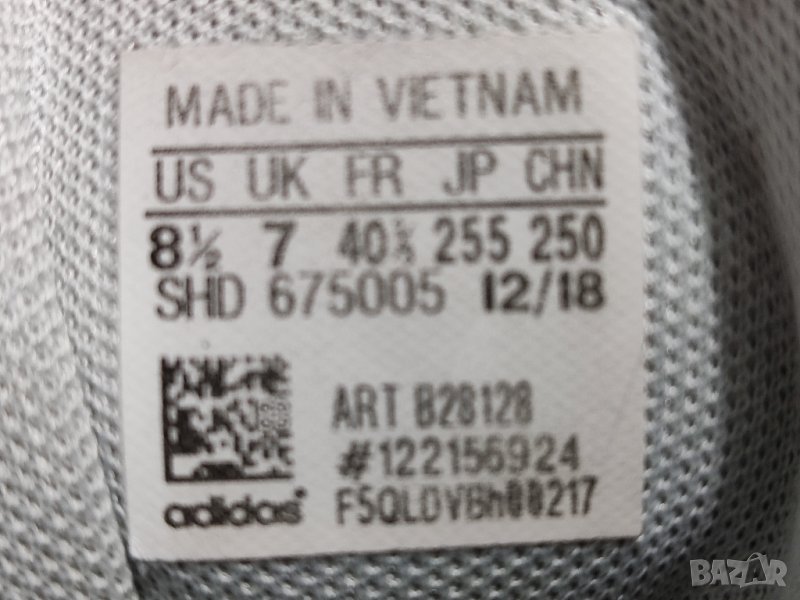 MADE IN VIETNAM
US UK FR JP CHN
8½ 7 40⅔ 255 250
SHD 675005 12/18
ART B28128
#122156924
adidas F5QLDVBh00217
BAZAR